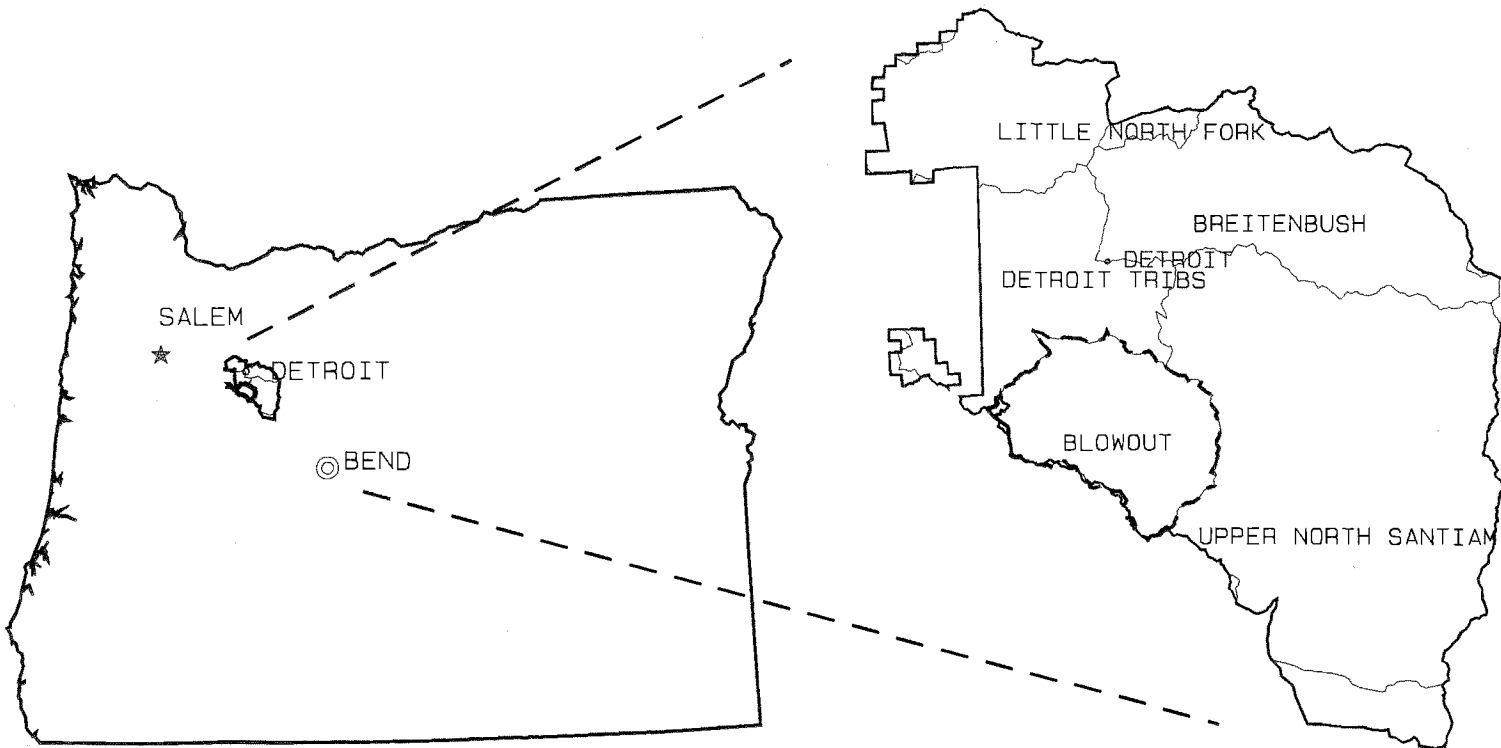 SALEM
DETROIT
BEND
LITTLE NORTH FORK
BREITENBUSH
DETROIT
DETROIT TRIBS
BLOWOUT
UPPER NORTH SANTIAM